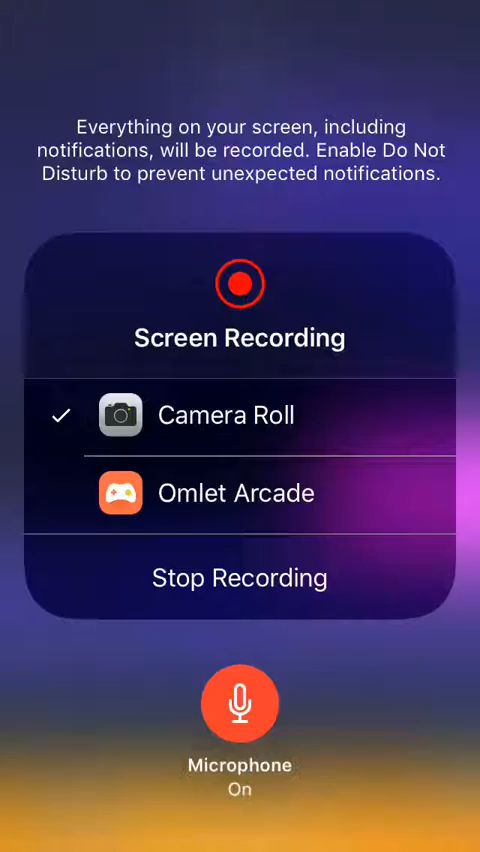 Everything on your screen, including
notifications, will be recorded. Enable Do Not
Disturb to prevent unexpected notifications.
Screen Recording
Camera Roll
Omlet Arcade
Stop Recording
Microphone
On